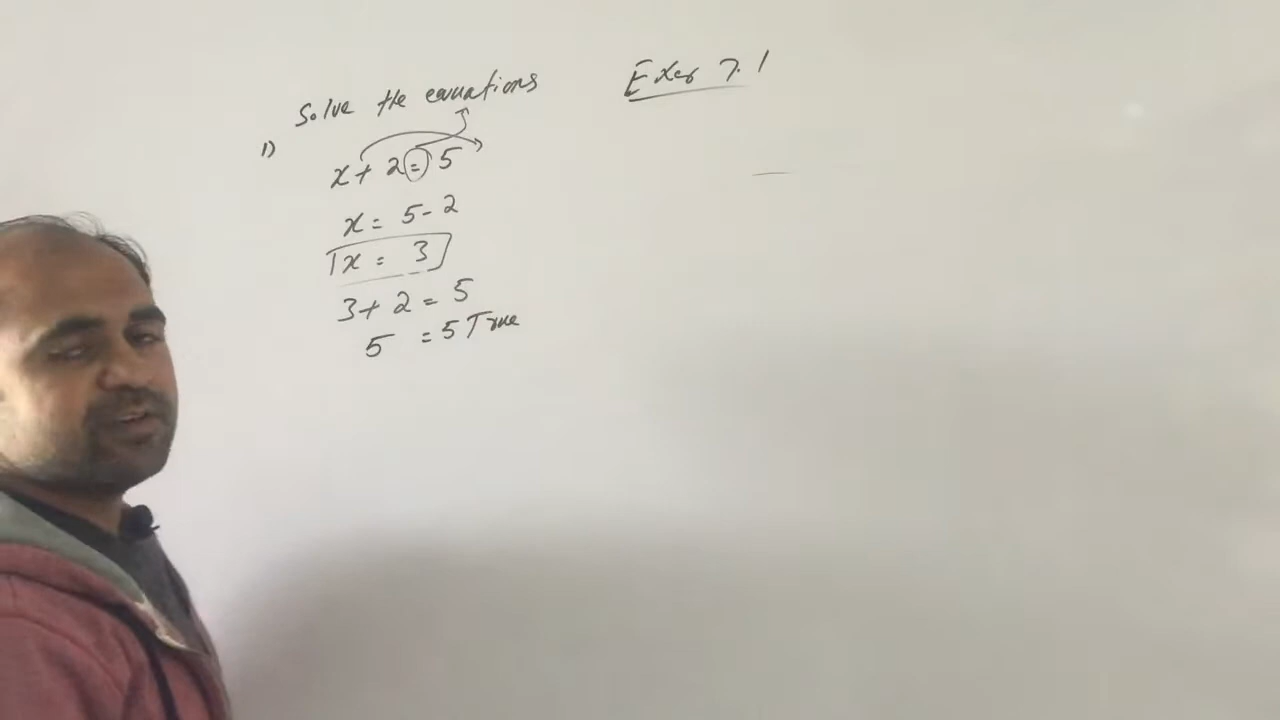 Solve the equations
Exer 7.1
1)
x + 2 = 5
x = 5 - 2
x = 3
3 + 2 = 5
5 = 5 True